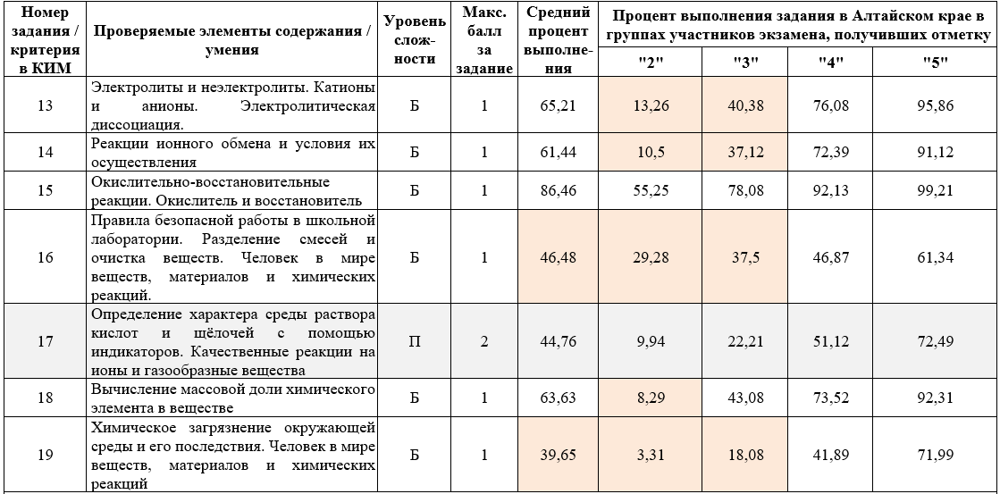 Номер задания / критерия в КИМ | Проверяемые элементы содержания / умения | Уровень слож-ности | Макс. балл за задание | Средний процент выполне-ния | Процент выполнения задания в Алтайском крае в группах участников экзамена, получивших отметку
"2" | "3" | "4" | "5"
13 | Электролиты и неэлектролиты. Катионы и анионы. Электролитическая диссоциация. | Б | 1 | 65,21 | 13,26 | 40,38 | 76,08 | 95,86
14 | Реакции ионного обмена и условия их осуществления | Б | 1 | 61,44 | 10,5 | 37,12 | 72,39 | 91,12
15 | Окислительно-восстановительные реакции. Окислитель и восстановитель | Б | 1 | 86,46 | 55,25 | 78,08 | 92,13 | 99,21
16 | Правила безопасной работы в школьной лаборатории. Разделение смесей и очистка веществ. Человек в мире веществ, материалов и химических реакций. | Б | 1 | 46,48 | 29,28 | 37,5 | 46,87 | 61,34
17 | Определение характера среды раствора кислот и щёлочей с помощью индикаторов. Качественные реакции на ионы и газообразные вещества | П | 2 | 44,76 | 9,94 | 22,21 | 51,12 | 72,49
18 | Вычисление массовой доли химического элемента в веществе | Б | 1 | 63,63 | 8,29 | 43,08 | 73,52 | 92,31
19 | Химическое загрязнение окружающей среды и его последствия. Человек в мире веществ, материалов и химических реакций | Б | 1 | 39,65 | 3,31 | 18,08 | 41,89 | 71,99